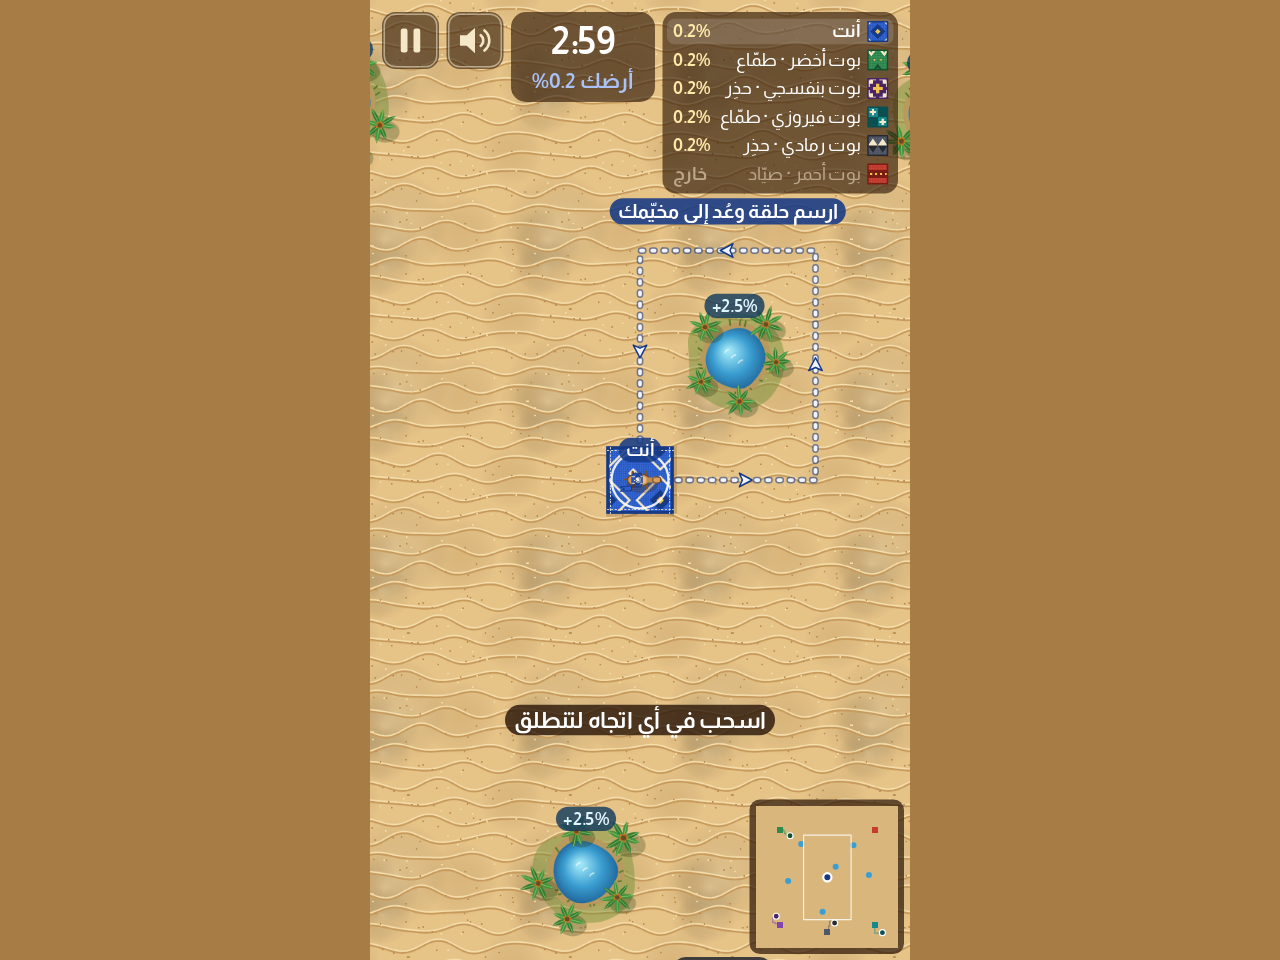 أنت 0.2%
بوت أخضر · طمّاع 0.2%
بوت بنفسجي · حذِر 0.2%
بوت فيروزي · طمّاع 0.2%
بوت رمادي · حذِر 0.2%
بوت أحمر · صيّاد خارج
2:59
أرضك 0.2%
ارسم حلقة وعُد إلى مخيّمك
+2.5%
أنت
اسحب في أي اتجاه لتنطلق
+2.5%